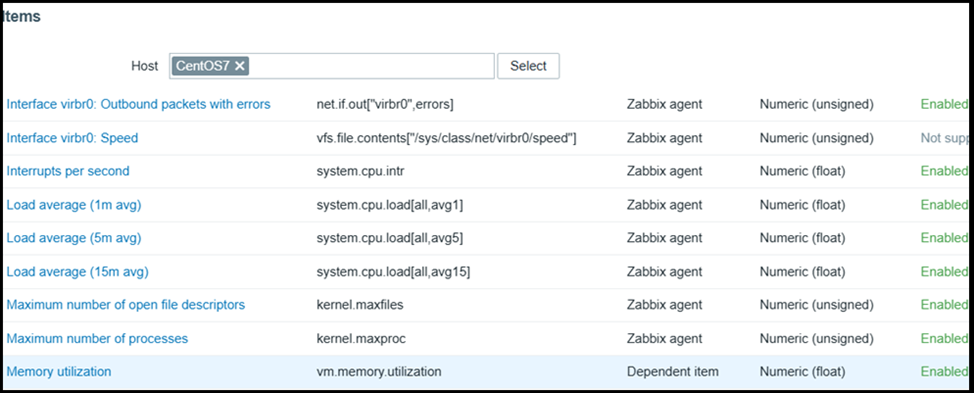 Items
Host CentOS7 ✕ Select
Interface virbr0: Outbound packets with errors net.if.out["virbr0",errors] Zabbix agent Numeric (unsigned) Enabled
Interface virbr0: Speed vfs.file.contents["/sys/class/net/virbr0/speed"] Zabbix agent Numeric (unsigned) Not supp
Interrupts per second system.cpu.intr Zabbix agent Numeric (float) Enabled
Load average (1m avg) system.cpu.load[all,avg1] Zabbix agent Numeric (float) Enabled
Load average (5m avg) system.cpu.load[all,avg5] Zabbix agent Numeric (float) Enabled
Load average (15m avg) system.cpu.load[all,avg15] Zabbix agent Numeric (float) Enabled
Maximum number of open file descriptors kernel.maxfiles Zabbix agent Numeric (unsigned) Enabled
Maximum number of processes kernel.maxproc Zabbix agent Numeric (unsigned) Enabled
Memory utilization vm.memory.utilization Dependent item Numeric (float) Enabled